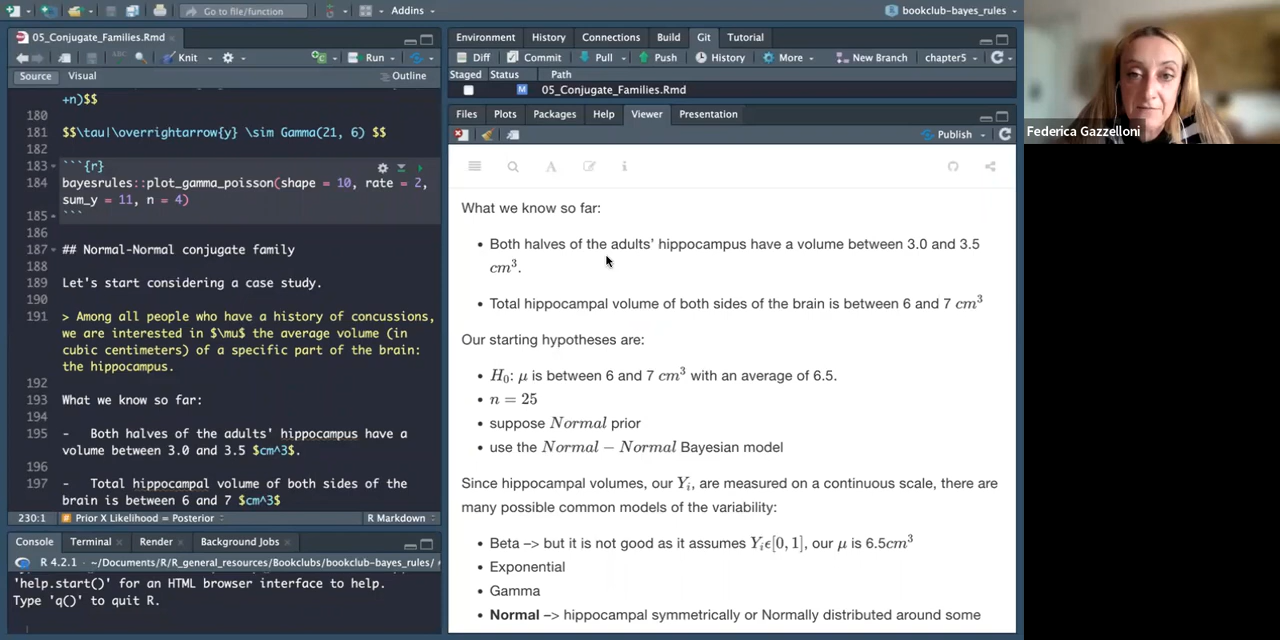 Go to file/function
Addins
bookclub-bayes_rules
05_Conjugate_Families.Rmd
Knit
Run
Source
Visual
Outline
+n)$$
180
181 $$\tau|\overrightarrow{y} \sim Gamma(21, 6) $$
182
183 ```{r}
184 bayesrules::plot_gamma_poisson(shape = 10, rate = 2,
sum_y = 11, n = 4)
185 ```
186
187 ## Normal-Normal conjugate family
188
189 Let's start considering a case study.
190
191 > Among all people who have a history of concussions,
we are interested in $\mu$ the average volume (in
cubic centimeters) of a specific part of the brain:
the hippocampus.
192
193 What we know so far:
194
195 - Both halves of the adults' hippocampus have a
volume between 3.0 and 3.5 $cm^3$.
196
197 - Total hippocampal volume of both sides of the
brain is between 6 and 7 $cm^3$
230:1
Prior X Likelihood = Posterior
R Markdown
Console
Terminal
Render
Background Jobs
R 4.2.1 · ~/Documents/R/R_general_resources/Bookclubs/bookclub-bayes_rules/
'help.start()' for an HTML browser interface to help.
Type 'q()' to quit R.
Environment
History
Connections
Build
Git
Tutorial
Diff
Commit
Pull
Push
History
More
New Branch
chapter5
Staged
Status
Path
M
05_Conjugate_Families.Rmd
Files
Plots
Packages
Help
Viewer
Presentation
Publish
What we know so far:
• Both halves of the adults' hippocampus have a volume between 3.0 and 3.5
cm³.
• Total hippocampal volume of both sides of the brain is between 6 and 7 cm³
Our starting hypotheses are:
• H₀: μ is between 6 and 7 cm³ with an average of 6.5.
• n = 25
• suppose Normal prior
• use the Normal − Normal Bayesian model
Since hippocampal volumes, our Yᵢ, are measured on a continuous scale, there are
many possible common models of the variability:
• Beta –> but it is not good as it assumes Yᵢϵ[0, 1], our μ is 6.5cm³
• Exponential
• Gamma
• Normal –> hippocampal symmetrically or Normally distributed around some
Federica Gazzelloni